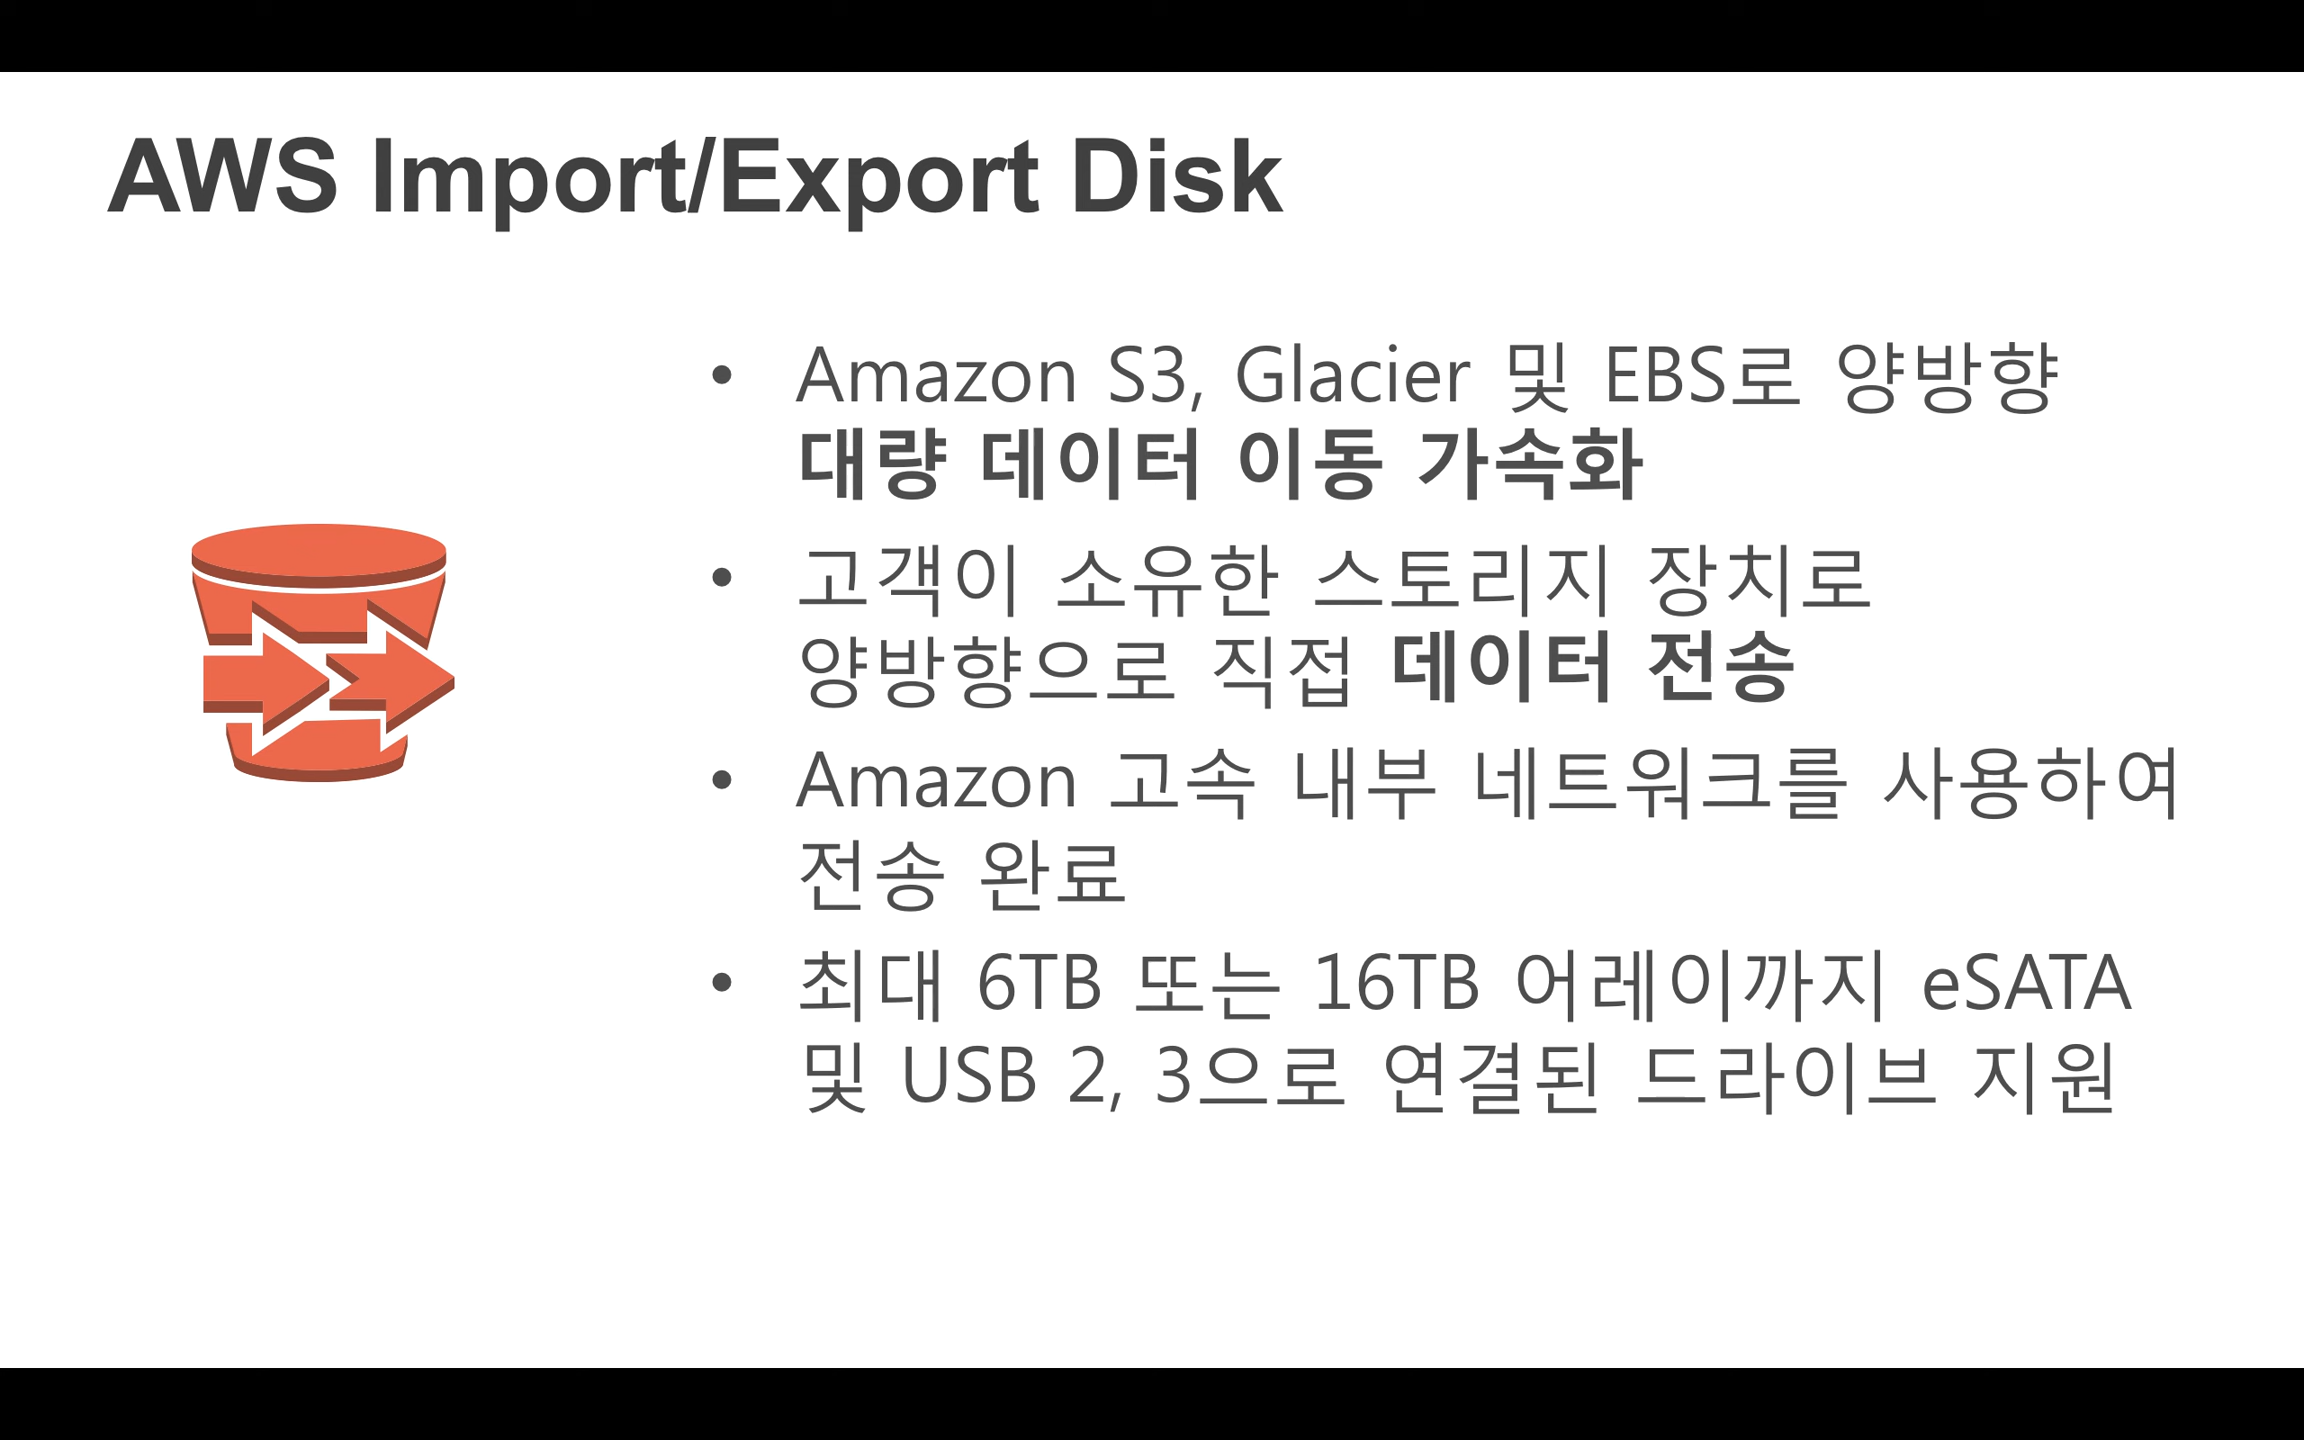 AWS Import/Export Disk
• Amazon S3, Glacier 및 EBS로 양방향
대량 데이터 이동 가속화
• 고객이 소유한 스토리지 장치로
양방향으로 직접 데이터 전송
• Amazon 고속 내부 네트워크를 사용하여
전송 완료
• 최대 6TB 또는 16TB 어레이까지 eSATA
및 USB 2, 3으로 연결된 드라이브 지원